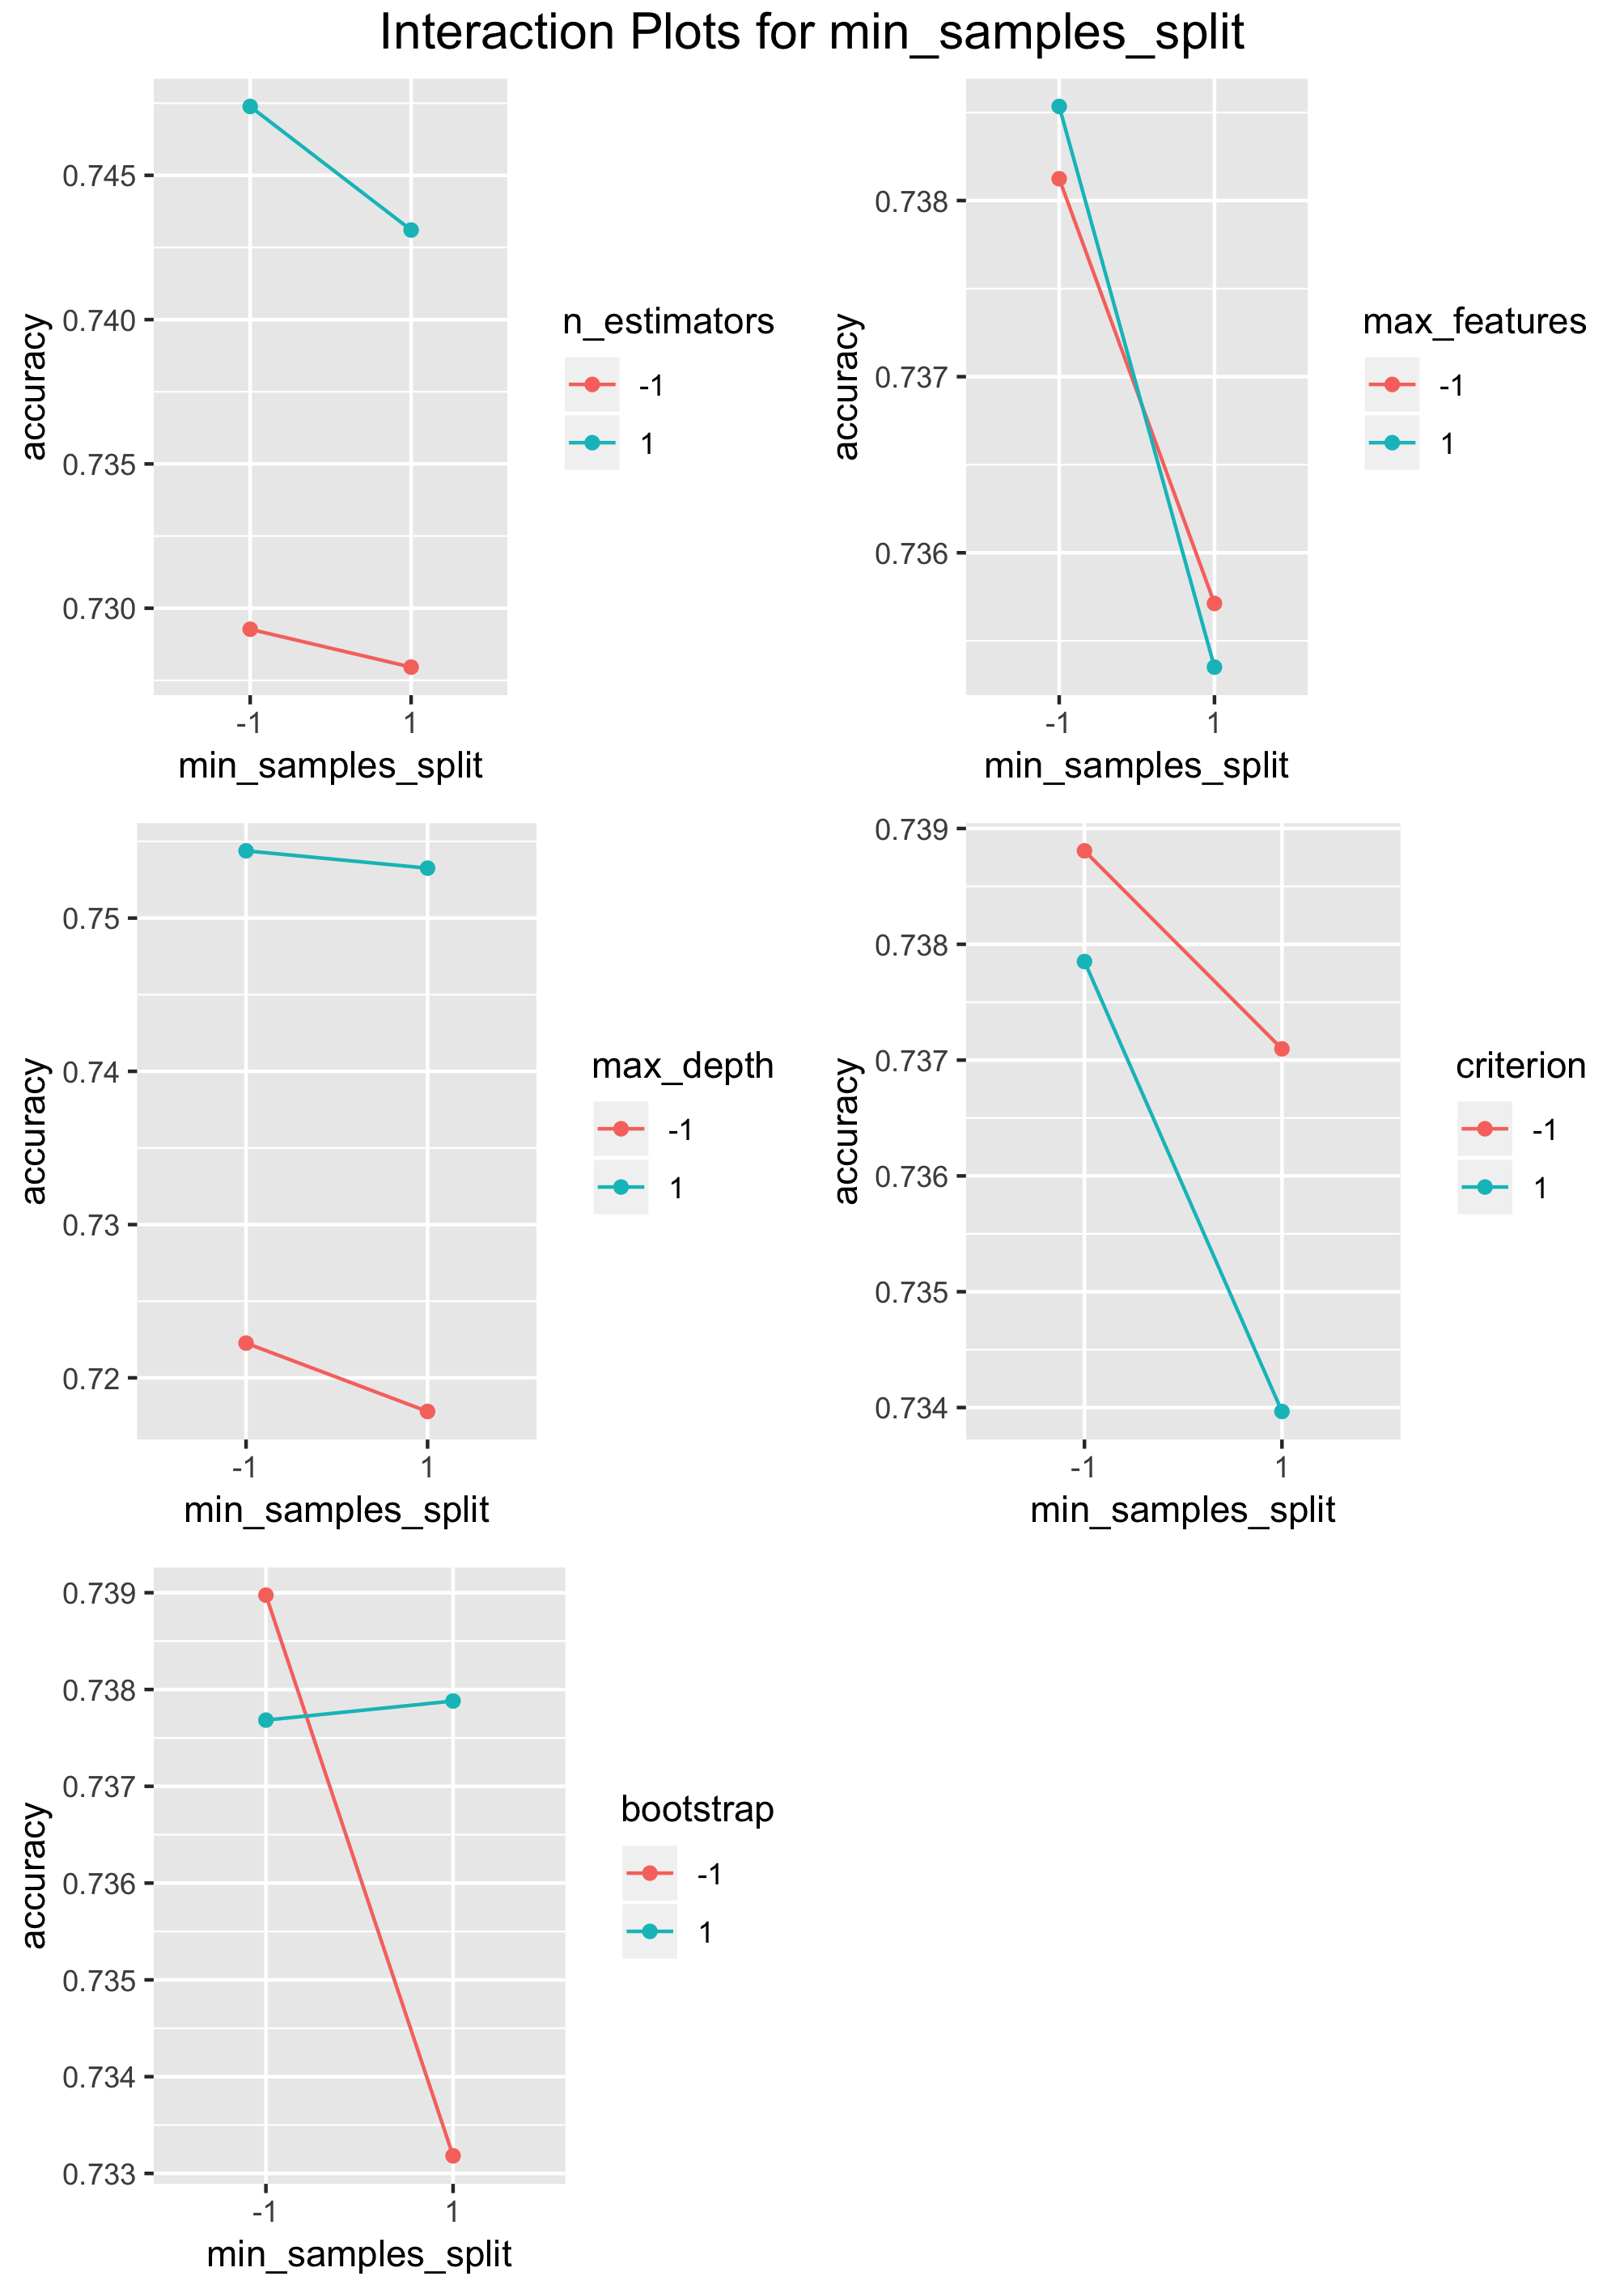 Interaction Plots for min_samples_split
0.745
0.740
0.735
0.730
accuracy
-1 1
min_samples_split
n_estimators
-1
1
0.738
0.737
0.736
accuracy
-1 1
min_samples_split
max_features
-1
1
0.75
0.74
0.73
0.72
accuracy
-1 1
min_samples_split
max_depth
-1
1
0.739
0.738
0.737
0.736
0.735
0.734
accuracy
-1 1
min_samples_split
criterion
-1
1
0.739
0.738
0.737
0.736
0.735
0.734
0.733
accuracy
-1 1
min_samples_split
bootstrap
-1
1